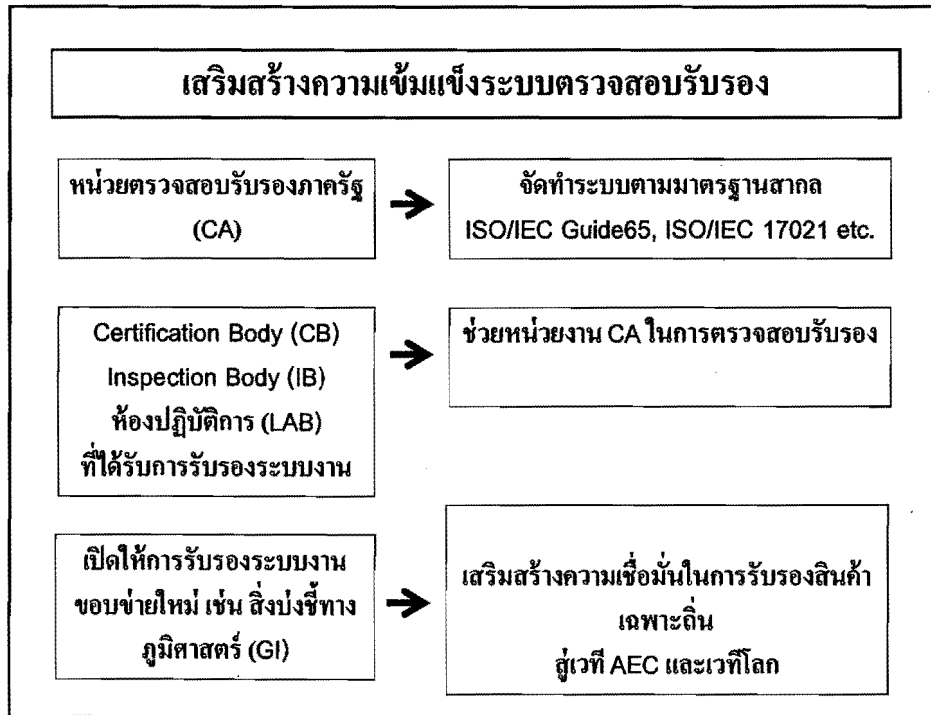 เสริมสร้างความเข้มแข็งระบบตรวจสอบรับรอง
หน่วยตรวจสอบรับรองภาครัฐ
(CA)
จัดทำระบบตามมาตรฐานสากล
ISO/IEC Guide65, ISO/IEC 17021 etc.
Certification Body (CB)
Inspection Body (IB)
ห้องปฏิบัติการ (LAB)
ที่ได้รับการรับรองระบบงาน
ช่วยหน่วยงาน CA ในการตรวจสอบรับรอง
เปิดให้การรับรองระบบงาน
ขอบข่ายใหม่ เช่น สิ่งบ่งชี้ทาง
ภูมิศาสตร์ (GI)
เสริมสร้างความเชื่อมั่นในการรับรองสินค้า
เฉพาะถิ่น
สู่เวที AEC และเวทีโลก